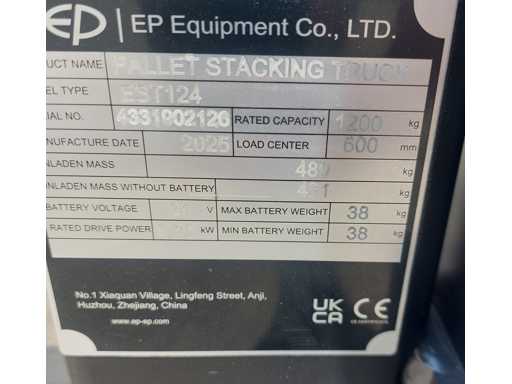 EP | EP Equipment Co., LTD.
UCT NAME PALLET STACKING TRUCK
EL TYPE EST124
IAL NO. RATED CAPACITY 1200 kg
NUFACTURE DATE 2025 LOAD CENTER 600 mm
NLADEN MASS kg
NLADEN MASS WITHOUT BATTERY kg
BATTERY VOLTAGE V MAX BATTERY WEIGHT 38 kg
RATED DRIVE POWER kW MIN BATTERY WEIGHT 38 kg
No.1 Xiaquan Village, Lingfeng Street, Anji,
Huzhou, Zhejiang, China
www.ep-ep.com
UK
CA CE